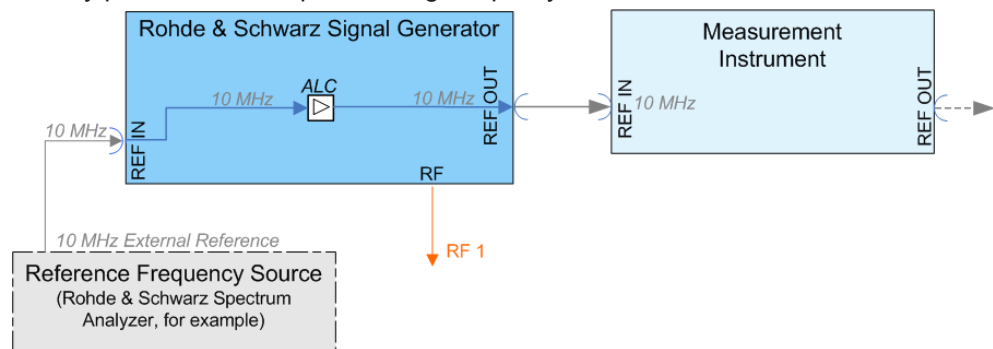 Rohde & Schwarz Signal Generator
ALC
10 MHz
10 MHz
REF OUT
REF IN
10 MHz
RF
RF 1
Measurement
Instrument
REF IN
10 MHz
REF OUT
10 MHz External Reference
Reference Frequency Source
(Rohde & Schwarz Spectrum
Analyzer, for example)